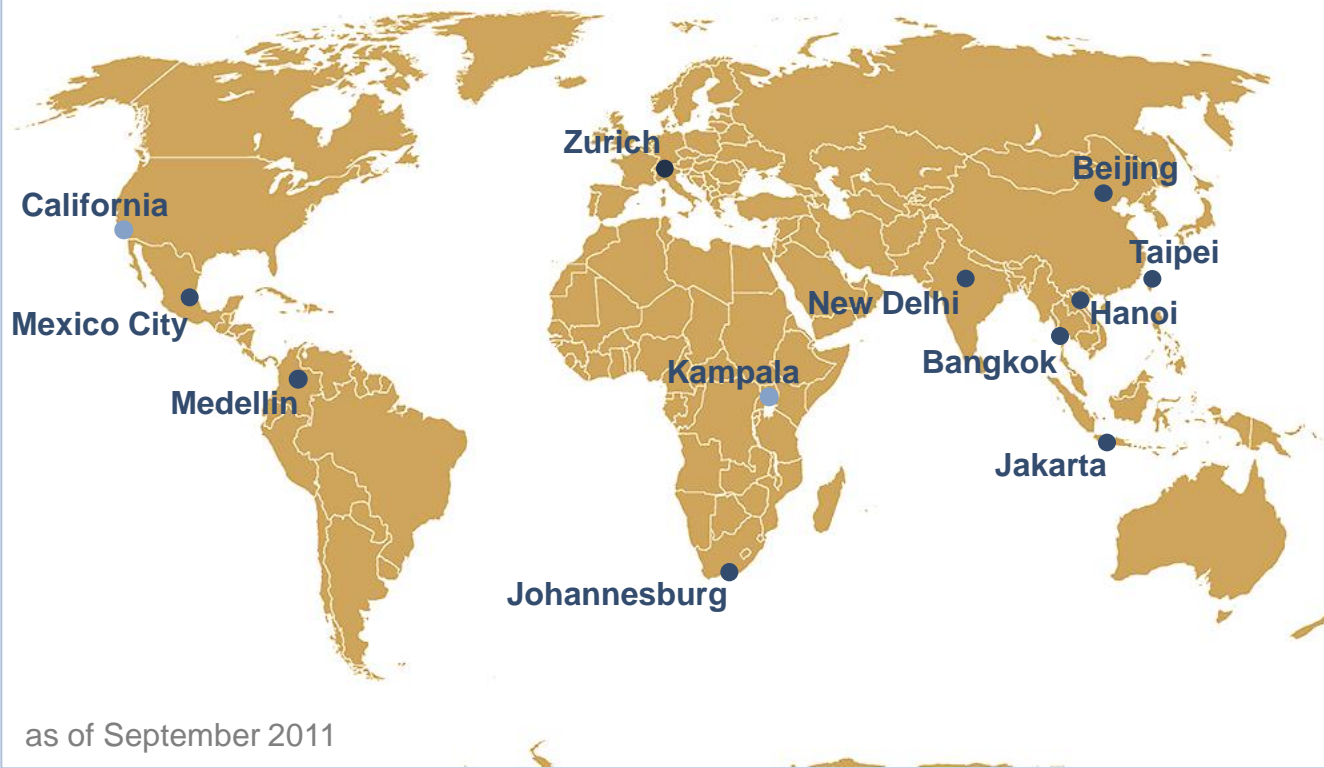 Zurich
Beijing
California
Taipei
New Delhi
Hanoi
Mexico City
Bangkok
Kampala
Medellin
Jakarta
Johannesburg
as of September 2011